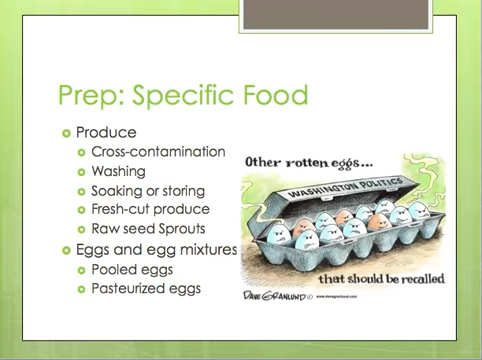 Prep: Specific Food
Produce
Cross-contamination
Washing
Soaking or storing
Fresh-cut produce
Raw seed Sprouts
Eggs and egg mixtures
Pooled eggs
Pasteurized eggs
Other rotten eggs...
WASHINGTON POLITICS
that should be recalled
DAVE GRANLUND © www.davegranlund.com